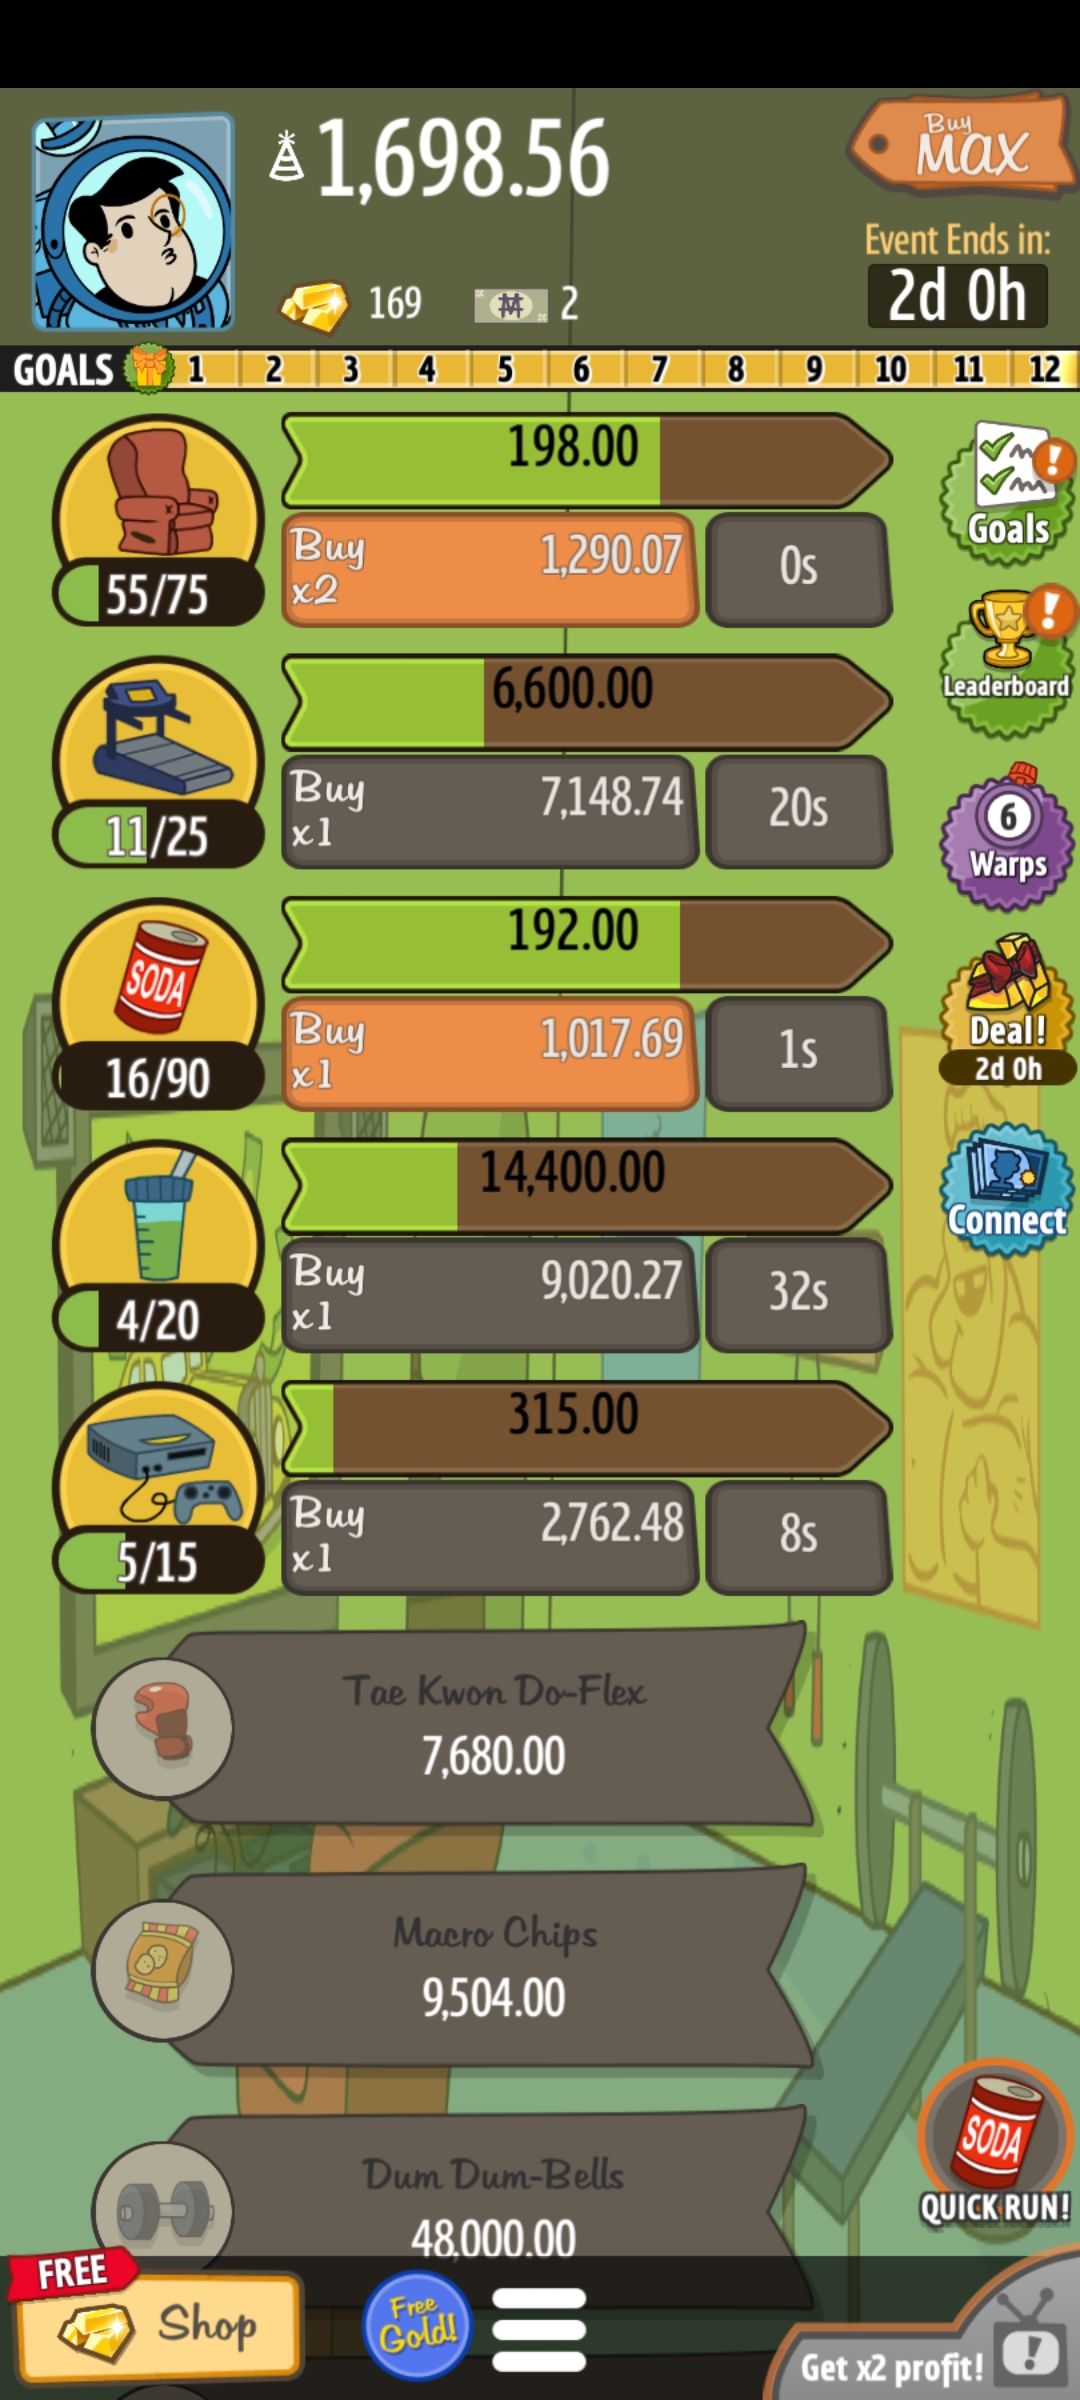 1,698.56
Buy
MAX
Event Ends in:
2d 0h
169
2
GOALS 1 2 3 4 5 6 7 8 9 10 11 12
198.00
55/75
Buy
x2
1,290.07
0s
Goals
6,600.00
11/25
Buy
x1
7,148.74
20s
Leaderboard
6
Warps
SODA
192.00
16/90
Buy
x1
1,017.69
1s
Deal!
2d 0h
14,400.00
4/20
Buy
x1
9,020.27
32s
Connect
315.00
5/15
Buy
x1
2,762.48
8s
Tae Kwon Do-Flex
7,680.00
Macro Chips
9,504.00
Dum Dum-Bells
48,000.00
SODA
QUICK RUN!
FREE
Shop
Free
Gold!
Get x2 profit!